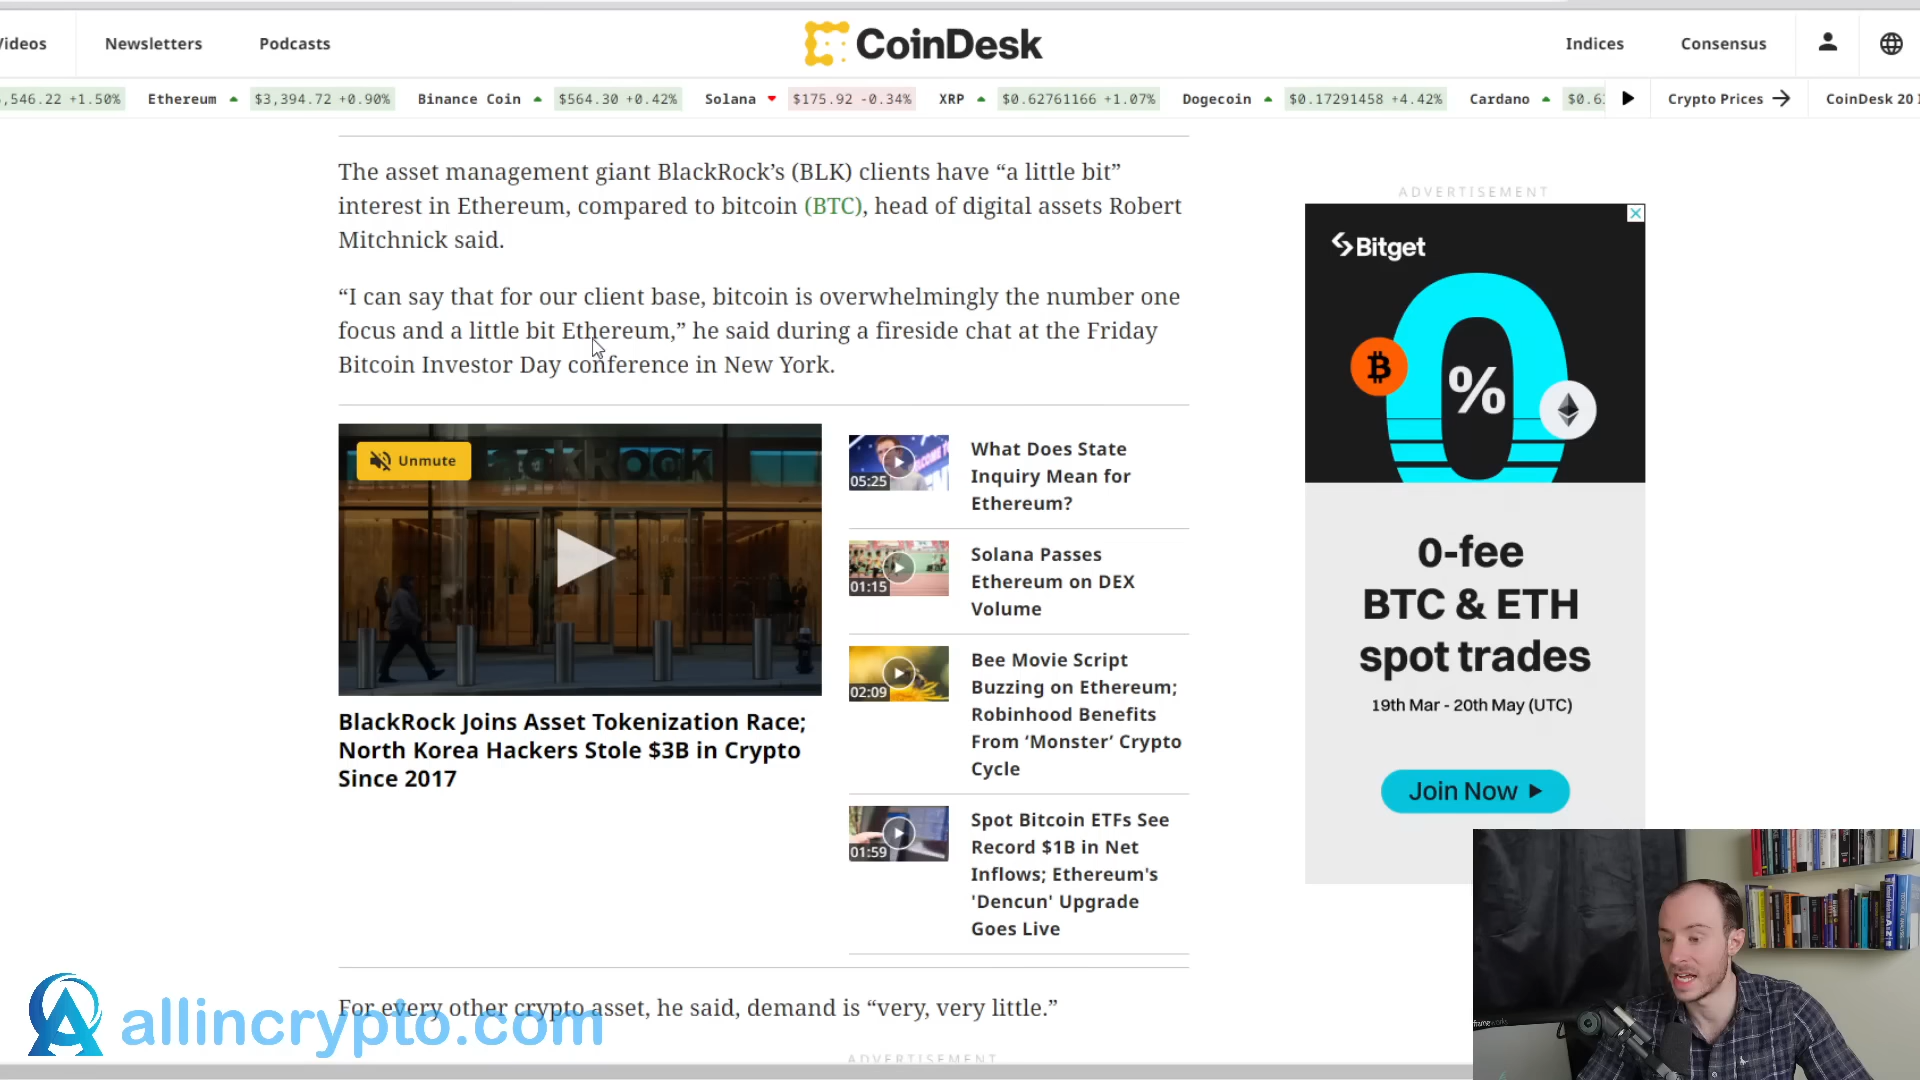 Videos
Newsletters
Podcasts
CoinDesk
Indices
Consensus
,546.22 +1.50%
Ethereum
$3,394.72 +0.90%
Binance Coin
$564.30 +0.42%
Solana
$175.92 -0.34%
XRP
$0.62761166 +1.07%
Dogecoin
$0.17291458 +4.42%
Cardano
Crypto Prices
CoinDesk 20
The asset management giant BlackRock’s (BLK) clients have “a little bit”
interest in Ethereum, compared to bitcoin (BTC), head of digital assets Robert
Mitchnick said.
“I can say that for our client base, bitcoin is overwhelmingly the number one
focus and a little bit Ethereum,” he said during a fireside chat at the Friday
Bitcoin Investor Day conference in New York.
Unmute
BlackRock
BlackRock Joins Asset Tokenization Race;
North Korea Hackers Stole $3B in Crypto
Since 2017
05:25
What Does State
Inquiry Mean for
Ethereum?
01:15
Solana Passes
Ethereum on DEX
Volume
02:09
Bee Movie Script
Buzzing on Ethereum;
Robinhood Benefits
From ‘Monster’ Crypto
Cycle
01:59
Spot Bitcoin ETFs See
Record $1B in Net
Inflows; Ethereum's
'Dencun' Upgrade
Goes Live
For every other crypto asset, he said, demand is “very, very little.”
ADVERTISEMENT
ADVERTISEMENT
Bitget
%
0-fee
BTC & ETH
spot trades
19th Mar - 20th May (UTC)
Join Now
allincrypto.com